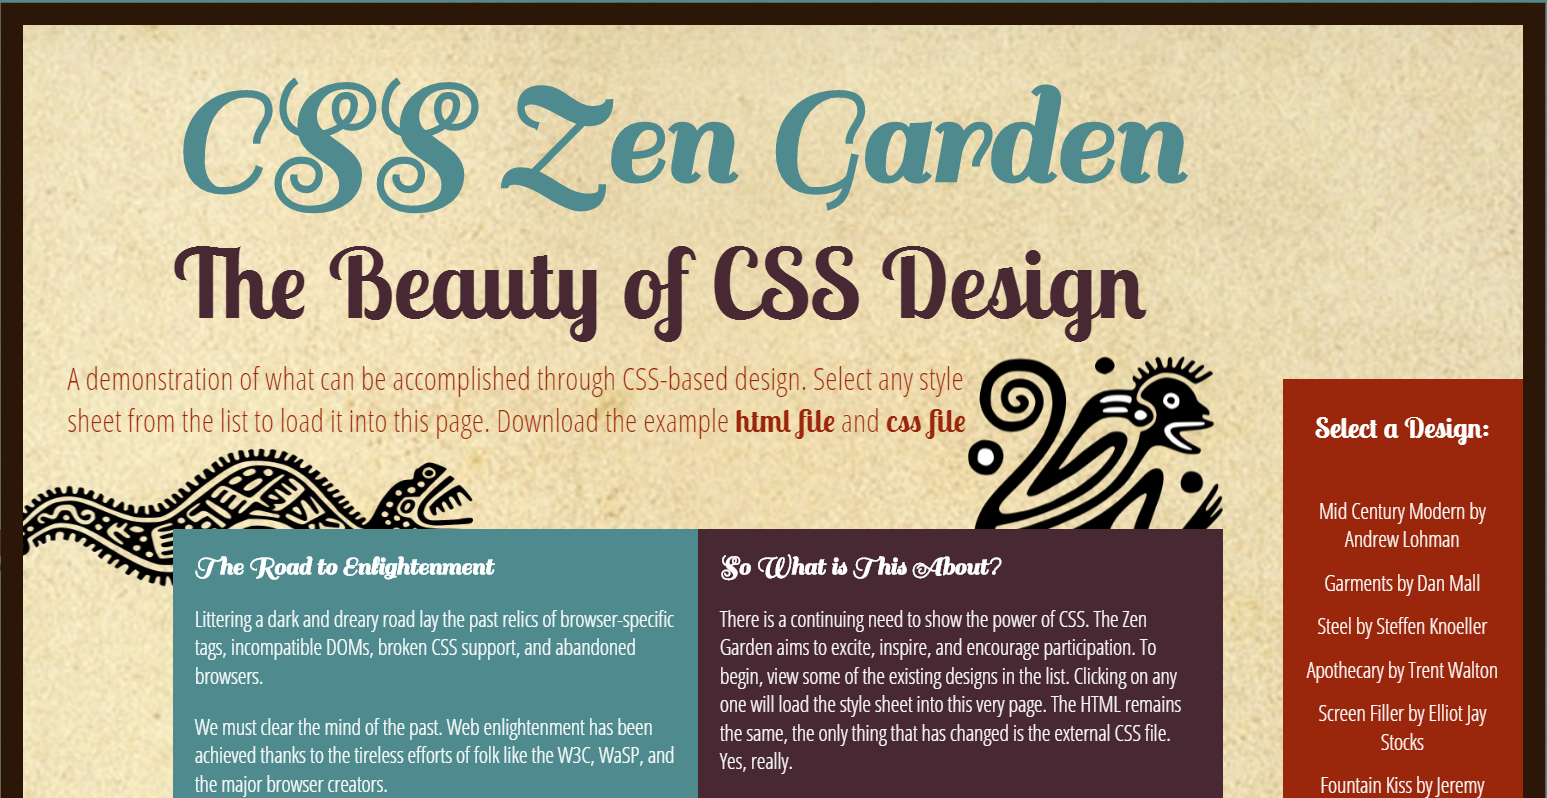 CSS Zen Garden
The Beauty of CSS Design
A demonstration of what can be accomplished through CSS-based design. Select any style
sheet from the list to load it into this page. Download the example html file and css file
The Road to Enlightenment
Littering a dark and dreary road lay the past relics of browser-specific
tags, incompatible DOMs, broken CSS support, and abandoned
browsers.
We must clear the mind of the past. Web enlightenment has been
achieved thanks to the tireless efforts of folk like the W3C, WaSP, and
the major browser creators.
So What is This About?
There is a continuing need to show the power of CSS. The Zen
Garden aims to excite, inspire, and encourage participation. To
begin, view some of the existing designs in the list. Clicking on any
one will load the style sheet into this very page. The HTML remains
the same, the only thing that has changed is the external CSS file.
Yes, really.
Select a Design:
Mid Century Modern by
Andrew Lohman
Garments by Dan Mall
Steel by Steffen Knoeller
Apothecary by Trent Walton
Screen Filler by Elliot Jay
Stocks
Fountain Kiss by Jeremy